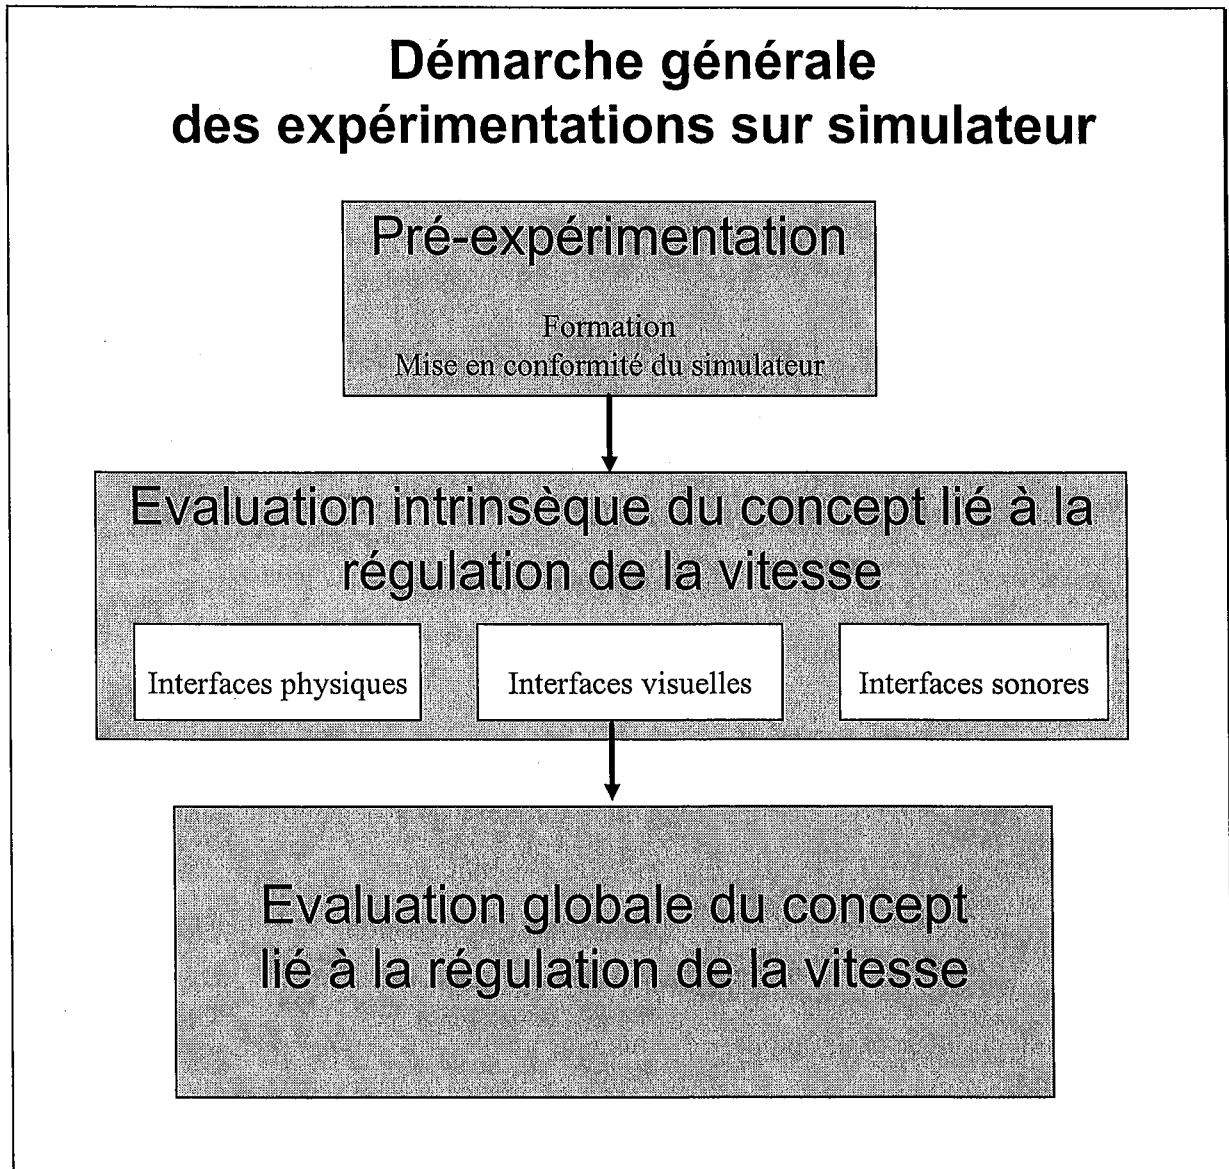 Démarche générale
des expérimentations sur simulateur
Pré-expérimentation
Formation
Mise en conformité du simulateur
Evaluation intrinsèque du concept lié à la
régulation de la vitesse
Interfaces physiques
Interfaces visuelles
Interfaces sonores
Evaluation globale du concept
lié à la régulation de la vitesse